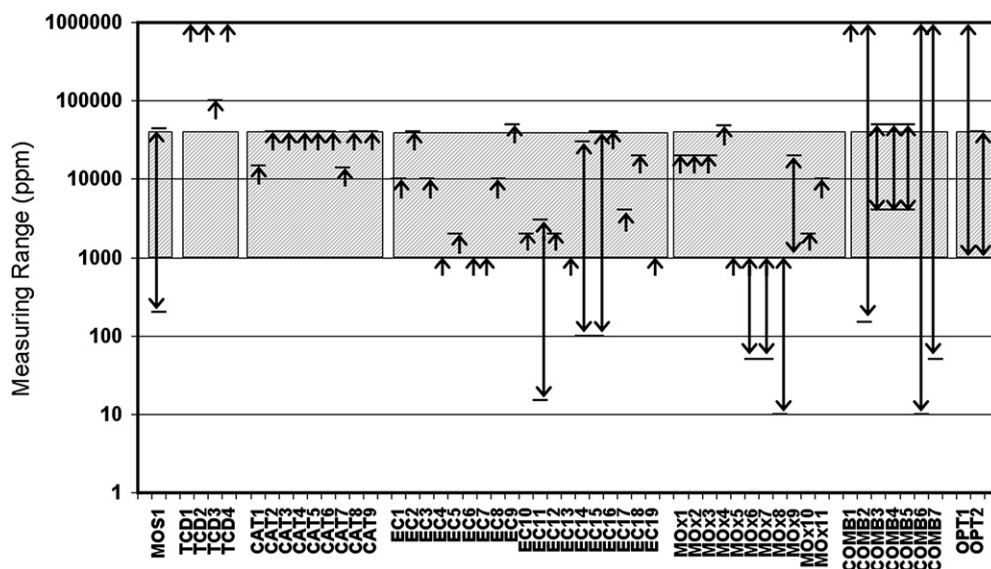 Measuring Range (ppm)
1000000
100000
10000
1000
100
10
1
MOS1
TCD1
TCD2
TCD3
TCD4
CAT1
CAT2
CAT3
CAT4
CAT5
CAT6
CAT7
CAT8
CAT9
EC1
EC2
EC3
EC4
EC5
EC6
EC7
EC8
EC9
EC10
EC11
EC12
EC13
EC14
EC15
EC16
EC17
EC18
EC19
MOx1
MOx2
MOx3
MOx4
MOx5
MOx6
MOx7
MOx8
MOx9
MOx10
MOx11
COMB1
COMB2
COMB3
COMB4
COMB5
COMB6
COMB7
OPT1
OPT2